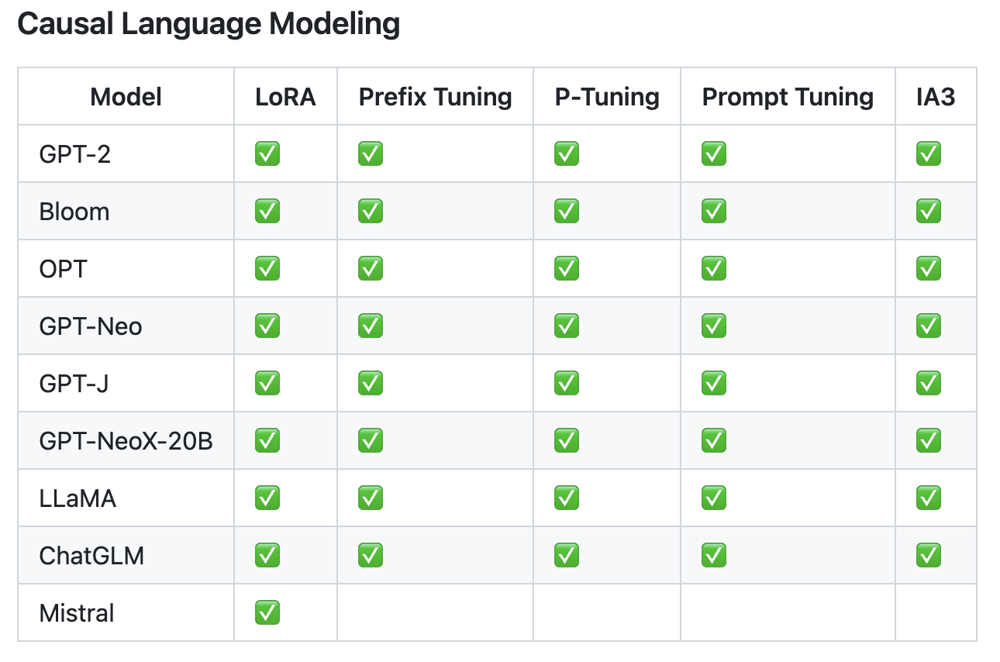 Causal Language Modeling
Model LoRA Prefix Tuning P-Tuning Prompt Tuning IA3
GPT-2 ✅ ✅ ✅ ✅ ✅
Bloom ✅ ✅ ✅ ✅ ✅
OPT ✅ ✅ ✅ ✅ ✅
GPT-Neo ✅ ✅ ✅ ✅ ✅
GPT-J ✅ ✅ ✅ ✅ ✅
GPT-NeoX-20B ✅ ✅ ✅ ✅ ✅
LLaMA ✅ ✅ ✅ ✅ ✅
ChatGLM ✅ ✅ ✅ ✅ ✅
Mistral ✅